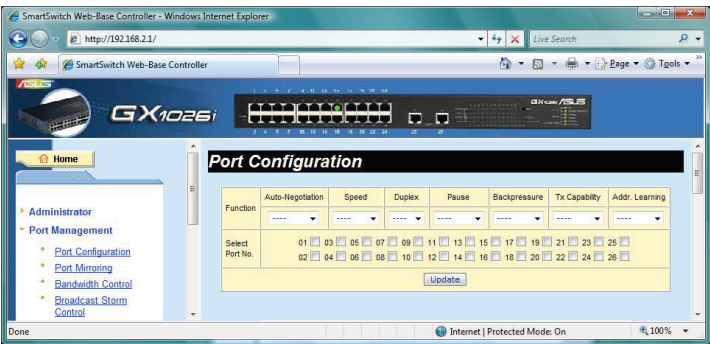 SmartSwitch Web-Base Controller - Windows Internet Explorer
http://192.168.2.1/
Live Search
SmartSwitch Web-Base Controller
Page
Tools
ASUS
GX1026i
ASUS
Home
Port Configuration
Function
Auto-Negotiation Speed Duplex Pause Backpressure Tx Capability Addr. Learning
---- ---- ---- ---- ---- ---- ----
Administrator
Port Management
Port Configuration
Port Mirroring
Bandwidth Control
Broadcast Storm
Control
Select
Port No.
01 03 05 07 09 11 13 15 17 19 21 23 25
02 04 06 08 10 12 14 16 18 20 22 24 26
Update
Done
Internet | Protected Mode: On
100%